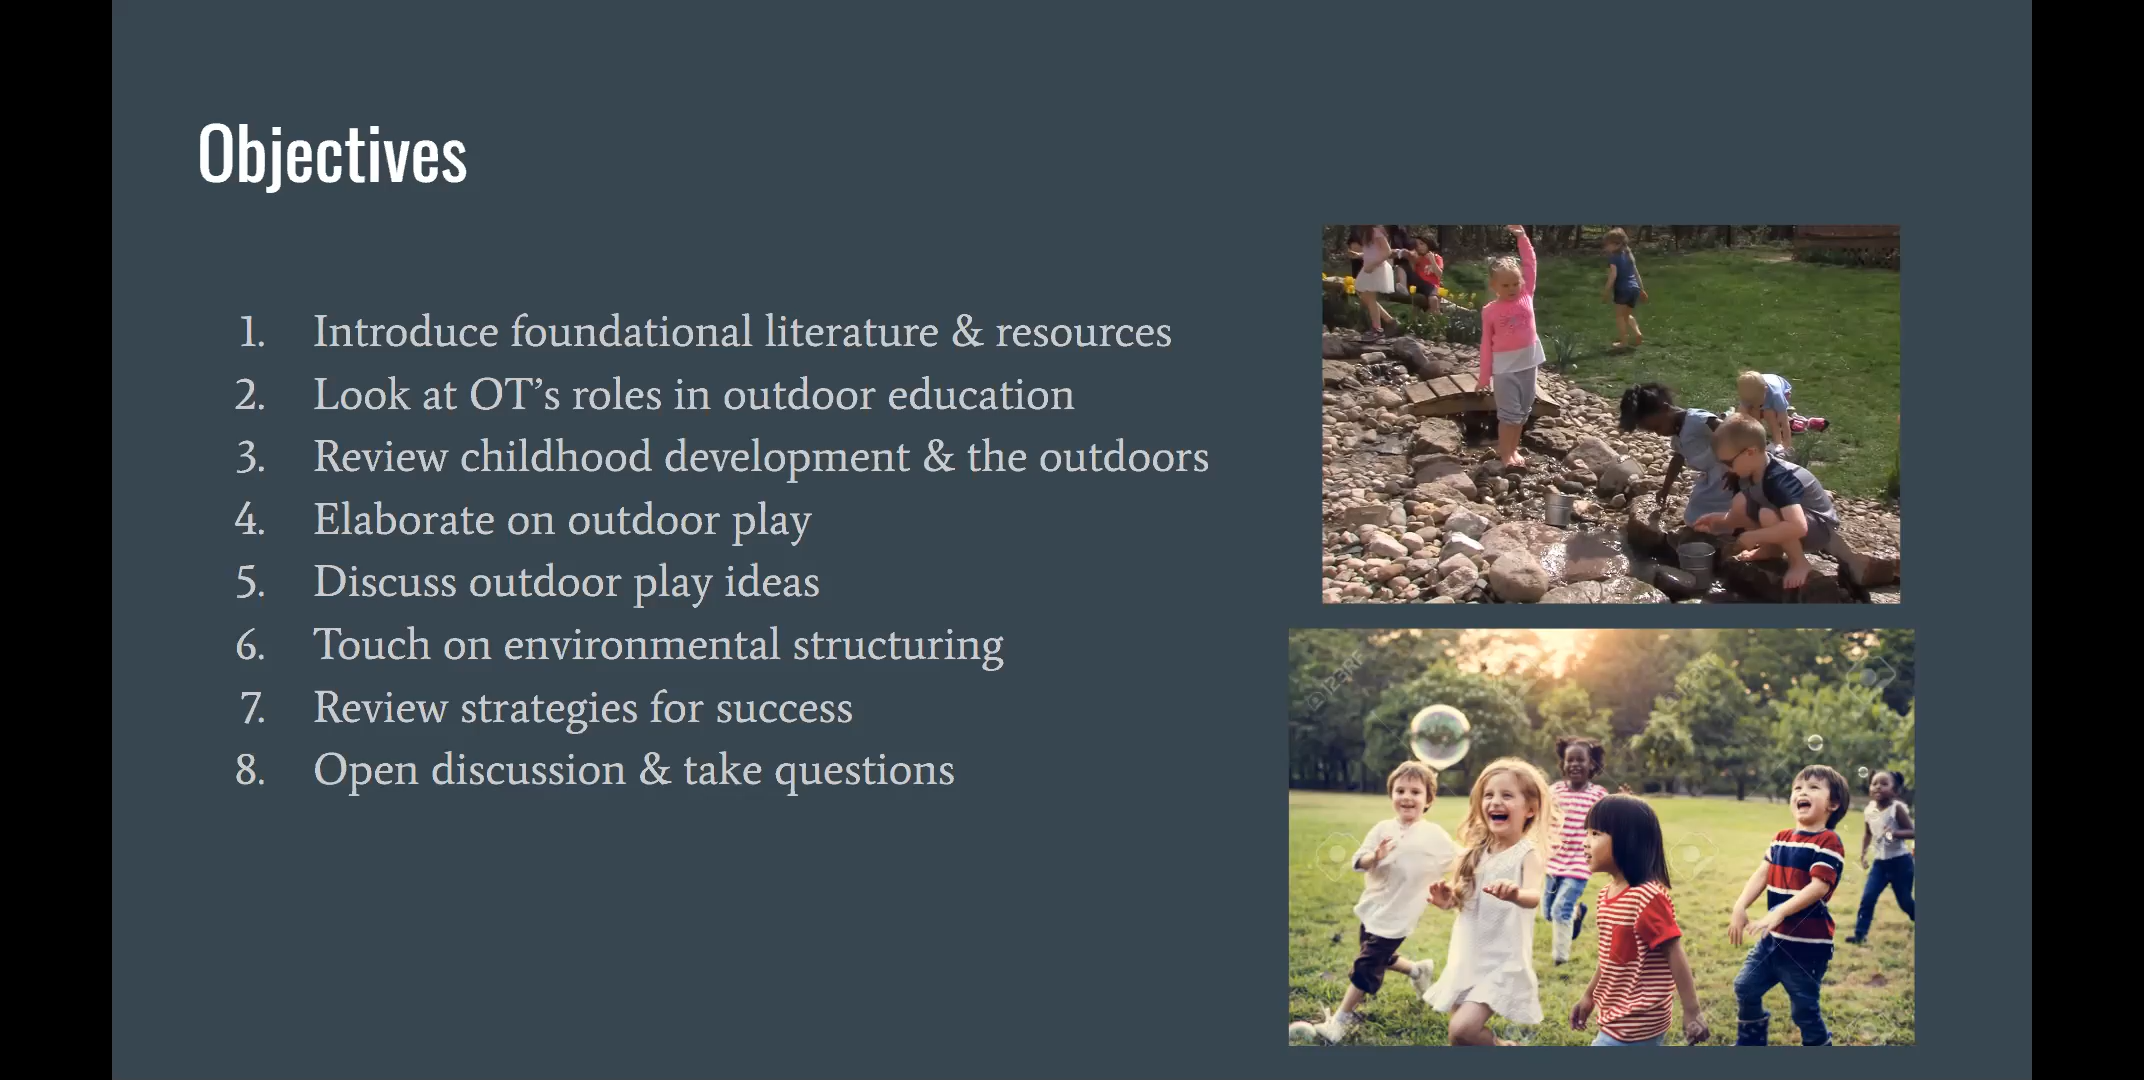 Objectives
1. Introduce foundational literature & resources
2. Look at OT’s roles in outdoor education
3. Review childhood development & the outdoors
4. Elaborate on outdoor play
5. Discuss outdoor play ideas
6. Touch on environmental structuring
7. Review strategies for success
8. Open discussion & take questions
123RF
123RF